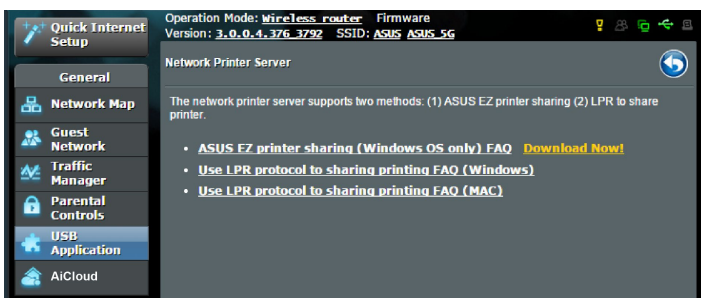 Quick Internet
Setup
General
Network Map
Guest
Network
Traffic
Manager
Parental
Controls
USB
Application
AiCloud
Operation Mode: Wireless router Firmware
Version: 3.0.0.4.376_3792 SSID: ASUS ASUS_5G
Network Printer Server
The network printer server supports two methods: (1) ASUS EZ printer sharing (2) LPR to share
printer.
• ASUS EZ printer sharing (Windows OS only) FAQ Download Now!
• Use LPR protocol to sharing printing FAQ (Windows)
• Use LPR protocol to sharing printing FAQ (MAC)